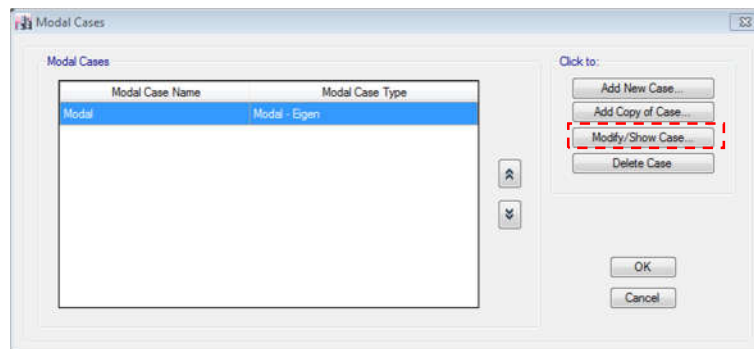 Modal Cases
Modal Cases
Click to:
Modal Case Name Modal Case Type
Modal Modal - Eigen
Add New Case...
Add Copy of Case...
Modify/Show Case...
Delete Case
OK
Cancel